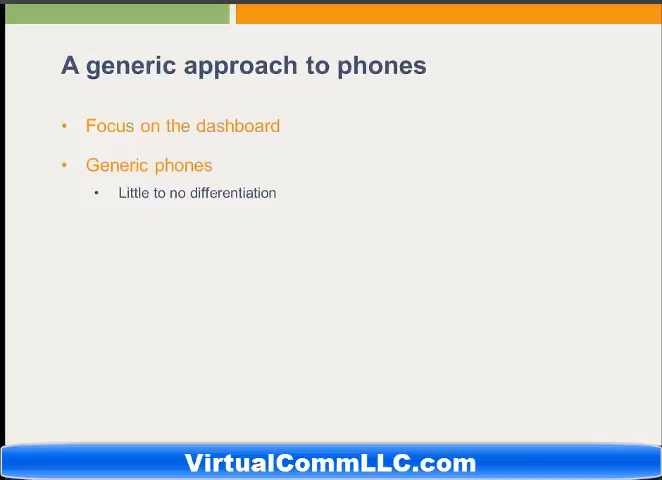 A generic approach to phones
• Focus on the dashboard
• Generic phones
• Little to no differentiation
VirtualCommLLC.com